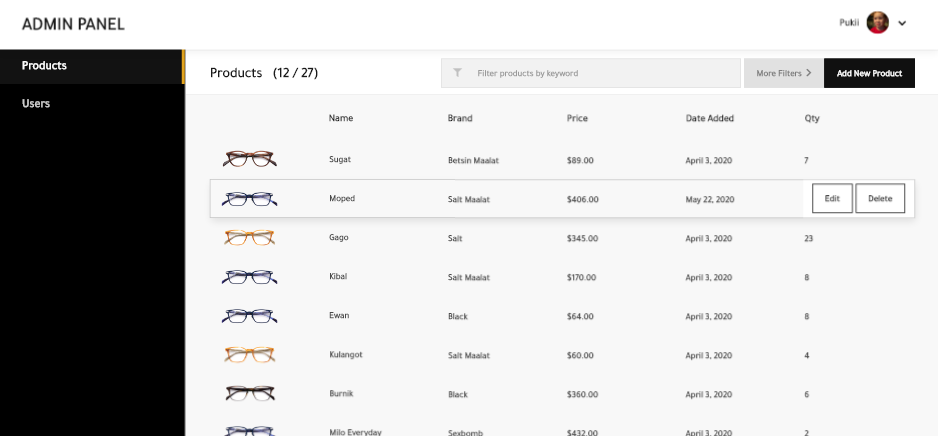 ADMIN PANEL
Pukii
Products
Users
Products (12 / 27)
Filter products by keyword
More Filters
Add New Product
Name Brand Price Date Added Qty
Sugat Betsin Maalat $89.00 April 3, 2020 7
Moped Salt Maalat $406.00 May 22, 2020 Edit Delete
Gago Salt $345.00 April 3, 2020 23
Kibal Salt Maalat $170.00 April 3, 2020 8
Ewan Black $64.00 April 3, 2020 8
Kulangot Salt Maalat $60.00 April 3, 2020 4
Burnik Black $360.00 April 3, 2020 6
Milo Everyday Sexbomb $432.00 April 3, 2020 2